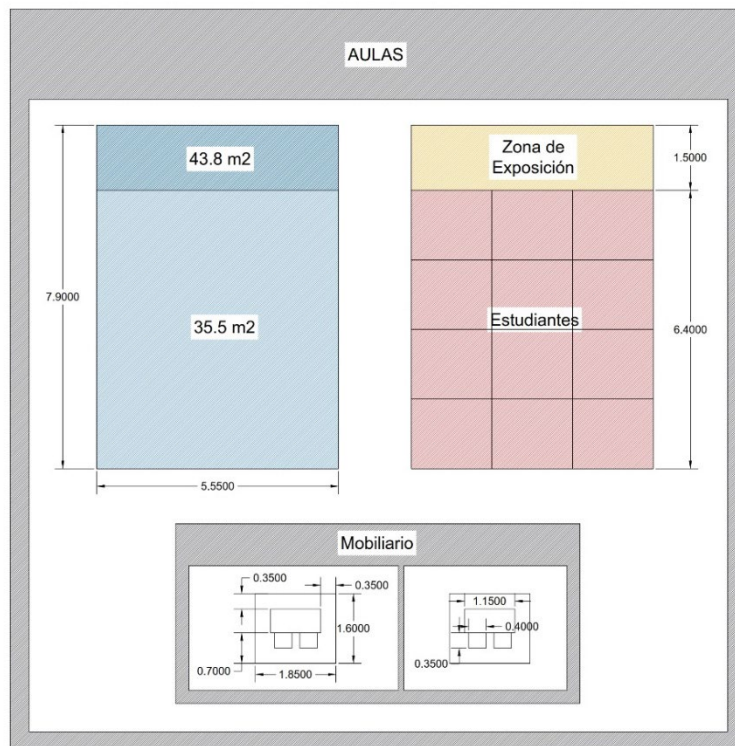 AULAS
43.8 m2
Zona de
Exposición
1.5000
7.9000
35.5 m2
Estudiantes
6.4000
5.5500
Mobiliario
0.3500
0.3500
1.6000
0.7000
1.8500
1.1500
0.4000
0.3500